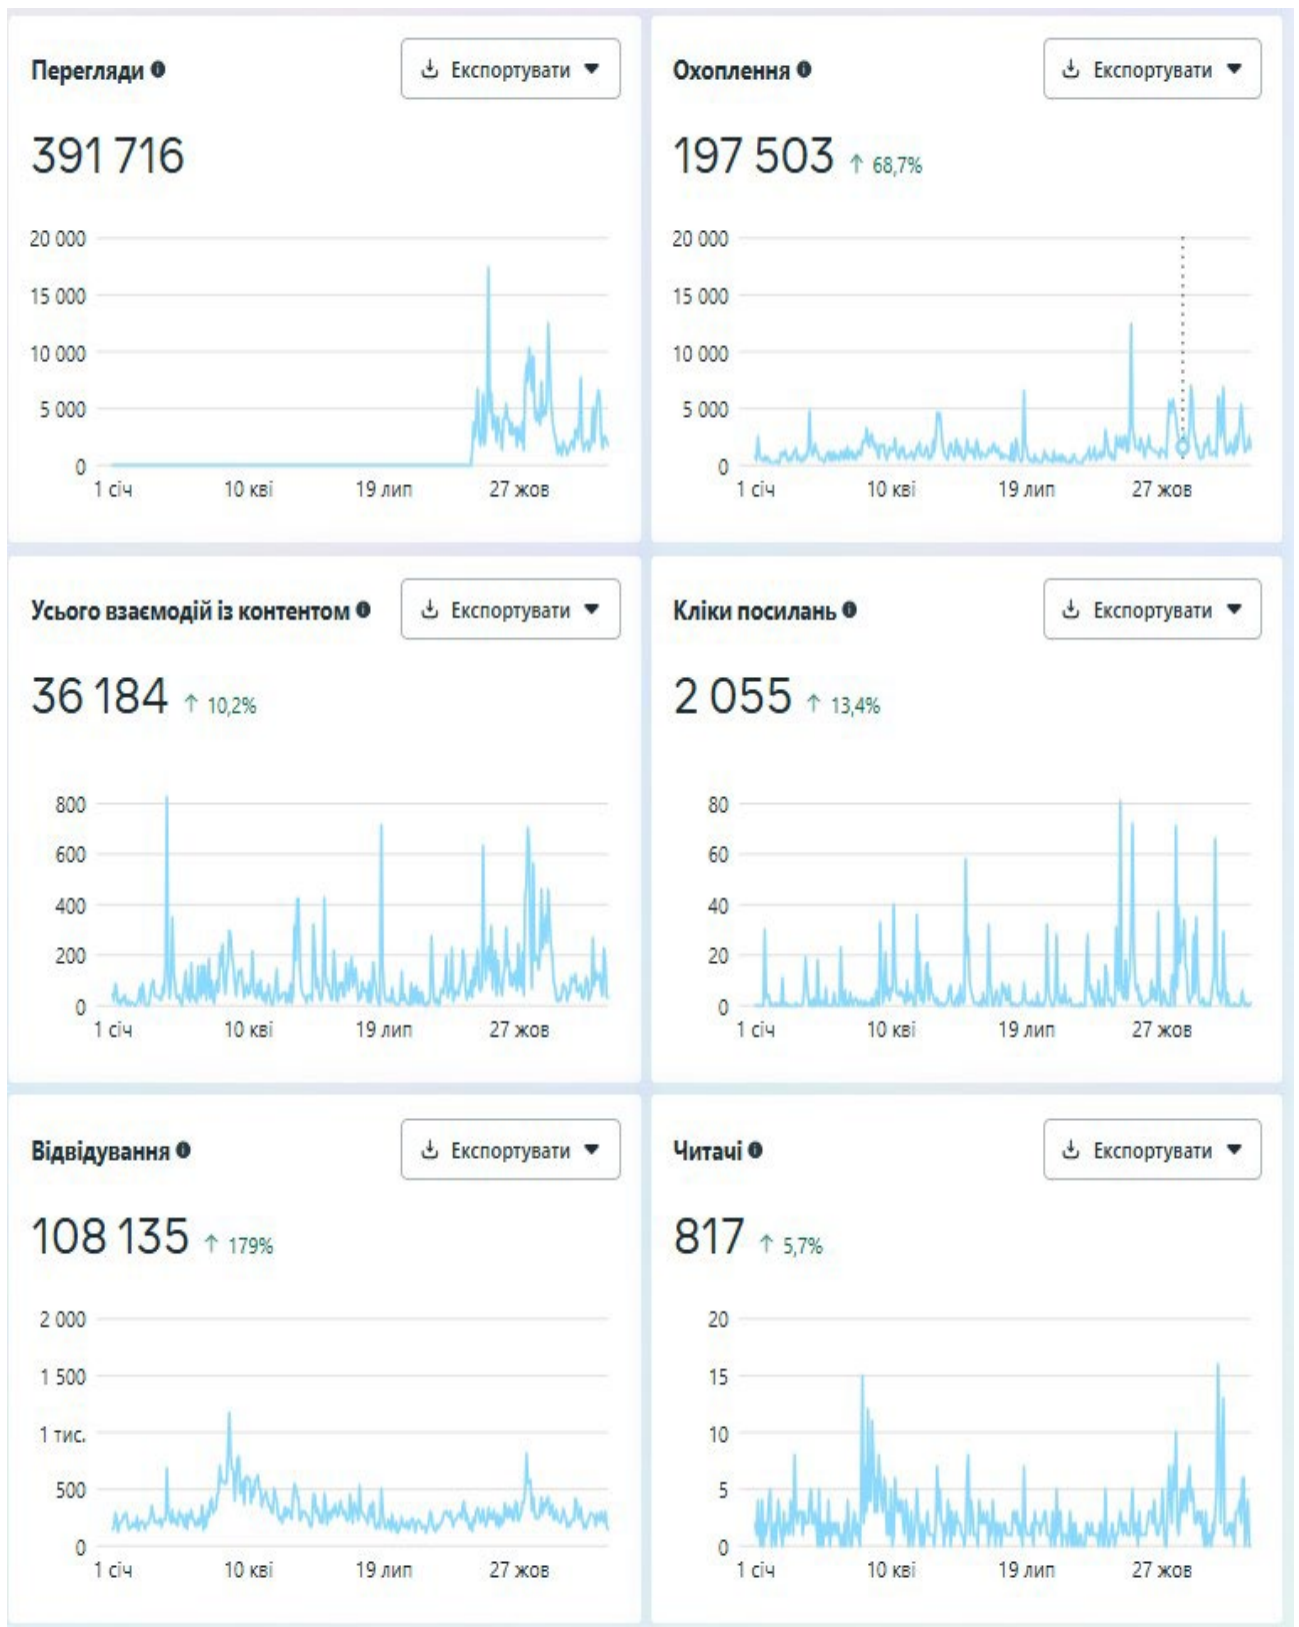 Перегляди
Експортувати
391 716
20 000
15 000
10 000
5 000
0
1 січ
10 кві
19 лип
27 жов
Охоплення
Експортувати
197 503 ↑ 68,7%
20 000
15 000
10 000
5 000
0
1 січ
10 кві
19 лип
27 жов
Усього взаємодій із контентом
Експортувати
36 184 ↑ 10,2%
800
600
400
200
0
1 січ
10 кві
19 лип
27 жов
Кліки посилань
Експортувати
2 055 ↑ 13,4%
80
60
40
20
0
1 січ
10 кві
19 лип
27 жов
Відвідування
Експортувати
108 135 ↑ 179%
2 000
1 500
1 тис.
500
0
1 січ
10 кві
19 лип
27 жов
Читачі
Експортувати
817 ↑ 5,7%
20
15
10
5
0
1 січ
10 кві
19 лип
27 жов